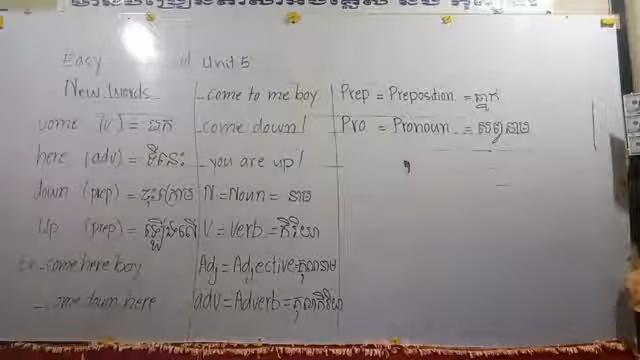 Easy
Unit 5
New Words
come (v) = មក
here (adv) = ទីនេះ
down (prep) = ចុះក្រោម
Up (prep) = ឡើងលើ
come here boy
down here
come to me boy
come down!
you are up!
N = Noun = នាម
V = Verb = កិរិយា
Adj = Adjective = គុណនាម
adv = Adverb = គុណកិរិយា
Prep = Preposition = ធ្នាក់
Pro = Pronoun = សព្វនាម